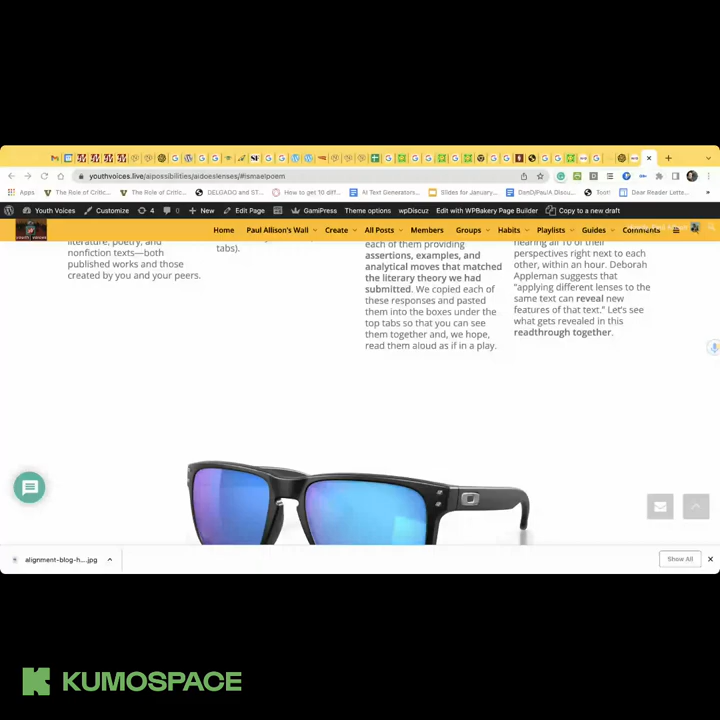 youthvoices.live/aipossibilities/aidoeslenses/#ismaelpoem
Apps
The Role of Critic...
The Role of Critic...
DELGADO and ST...
How to get 10 dif...
AI Text Generators...
Slides for January...
DonDj/Paul/A Disou...
Tootl
Dear Reader Lette...
Youth Voices
Customize
4
0
New
Edit Page
GamiPress
Theme options
wpDiscuz
Edit with WPBakery Page Builder
Copy to a new draft
Home
Paul Allison's Wall
Create
All Posts
Members
Groups
Habits
Playlists
Guides
Comments
literature, poetry, and
nonfiction texts—both
published works and those
created by you and your peers.
tabs).
each of them providing
assertions, examples, and
analytical moves that matched
the literary theory we had
submitted. We copied each of
these responses and pasted
them into the boxes under the
top tabs so that you can see
them together and, we hope,
read them aloud as if in a play.
hearing all 10 of their
perspectives right next to each
other, within an hour. Deborah
Appleman suggests that
"applying different lenses to the
same text can reveal new
features of that text." Let's see
what gets revealed in this
readthrough together.
alignment-blog-h....jpg
Show All
KUMOSPACE